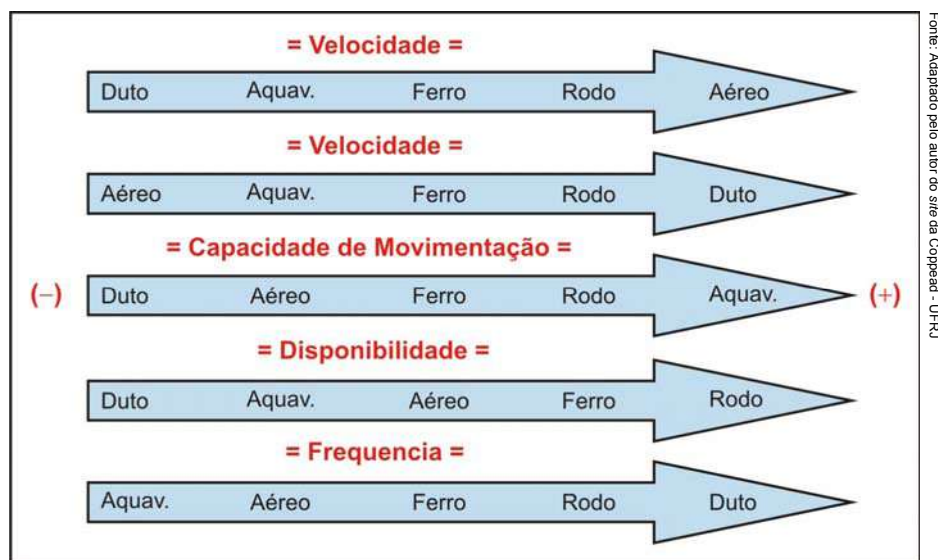 = Velocidade =
Duto Aquav. Ferro Rodo Aéreo
= Velocidade =
Aéreo Aquav. Ferro Rodo Duto
= Capacidade de Movimentação =
(−) Duto Aéreo Ferro Rodo Aquav. (+)
= Disponibilidade =
Duto Aquav. Aéreo Ferro Rodo
= Frequencia =
Aquav. Aéreo Ferro Rodo Duto
Fonte: Adaptado pelo autor do site da Coppead - UFRJ